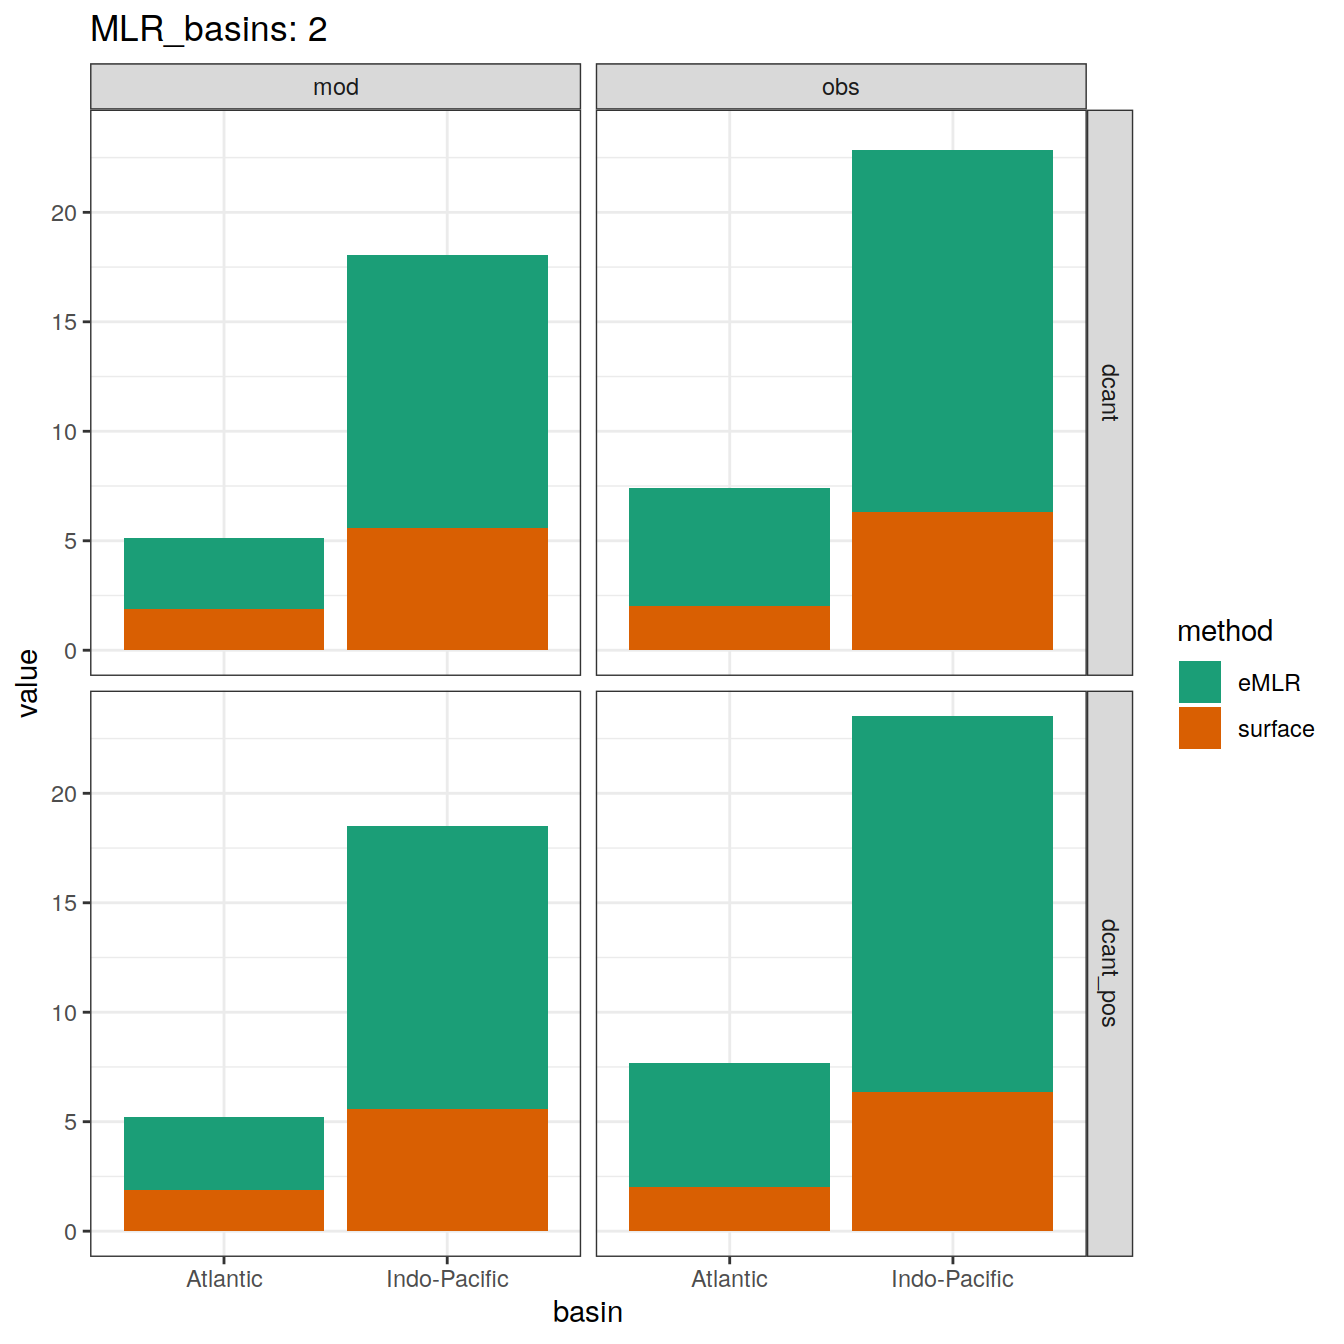 MLR_basins: 2
mod
obs
20
15
10
5
0
dcant
20
15
10
5
0
dcant_pos
value
Atlantic
Indo-Pacific
Atlantic
Indo-Pacific
basin
method
eMLR
surface